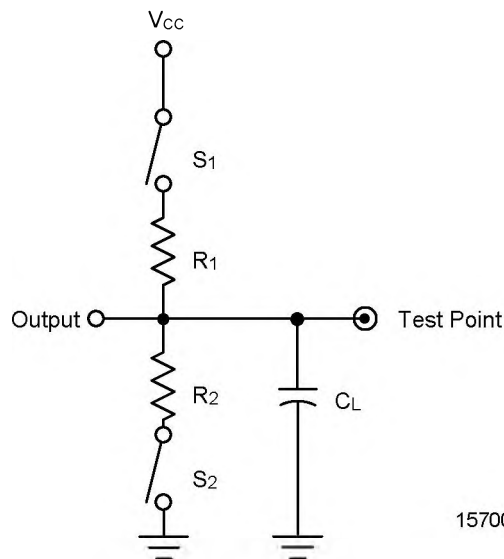 VCC
S1
R1
Output
Test Point
R2
CL
S2
15700